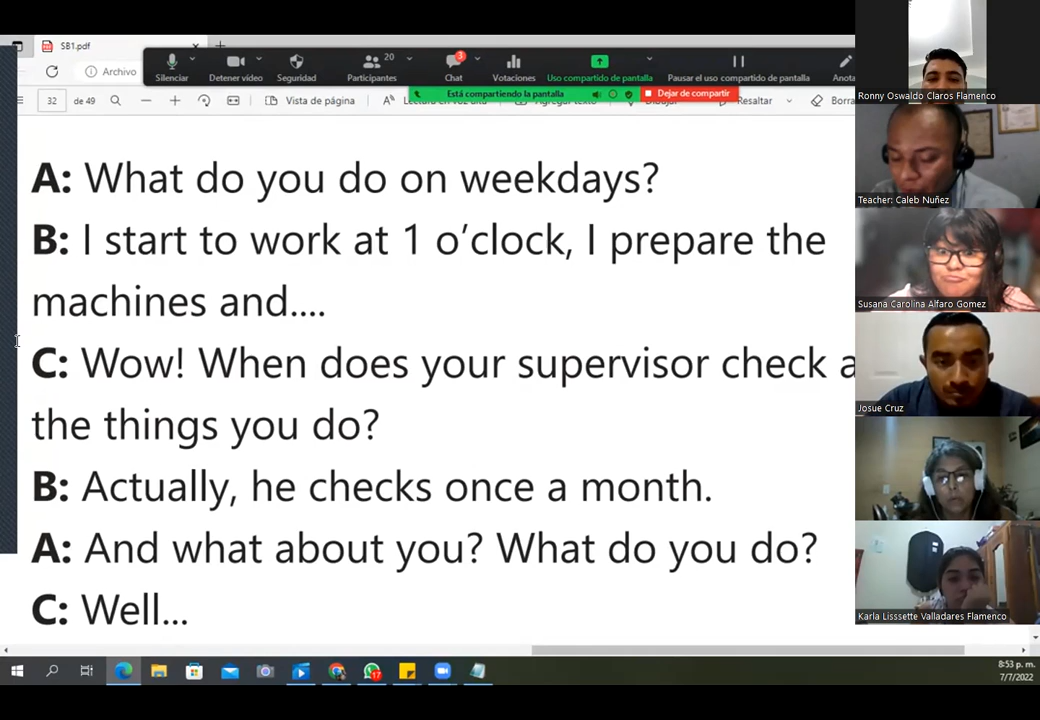 SB1.pdf
Archivo
Silenciar
Detener video
Seguridad
20
Participantes
3
Chat
Votaciones
Uso compartido de pantalla
Pausar el uso compartido de pantalla
Anota
Está compartiendo la pantalla
Dejar de compartir
32 de 49
Vista de página
Resaltar
Borra
A: What do you do on weekdays?
B: I start to work at 1 o’clock, I prepare the
machines and....
C: Wow! When does your supervisor check a
the things you do?
B: Actually, he checks once a month.
A: And what about you? What do you do?
C: Well...
Ronny Oswaldo Claros Flamenco
Teacher: Caleb Nuñez
Susana Carolina Alfaro Gomez
Josue Cruz
Karla Lisssette Valladares Flamenco
17
8:53 p. m.
7/7/2022